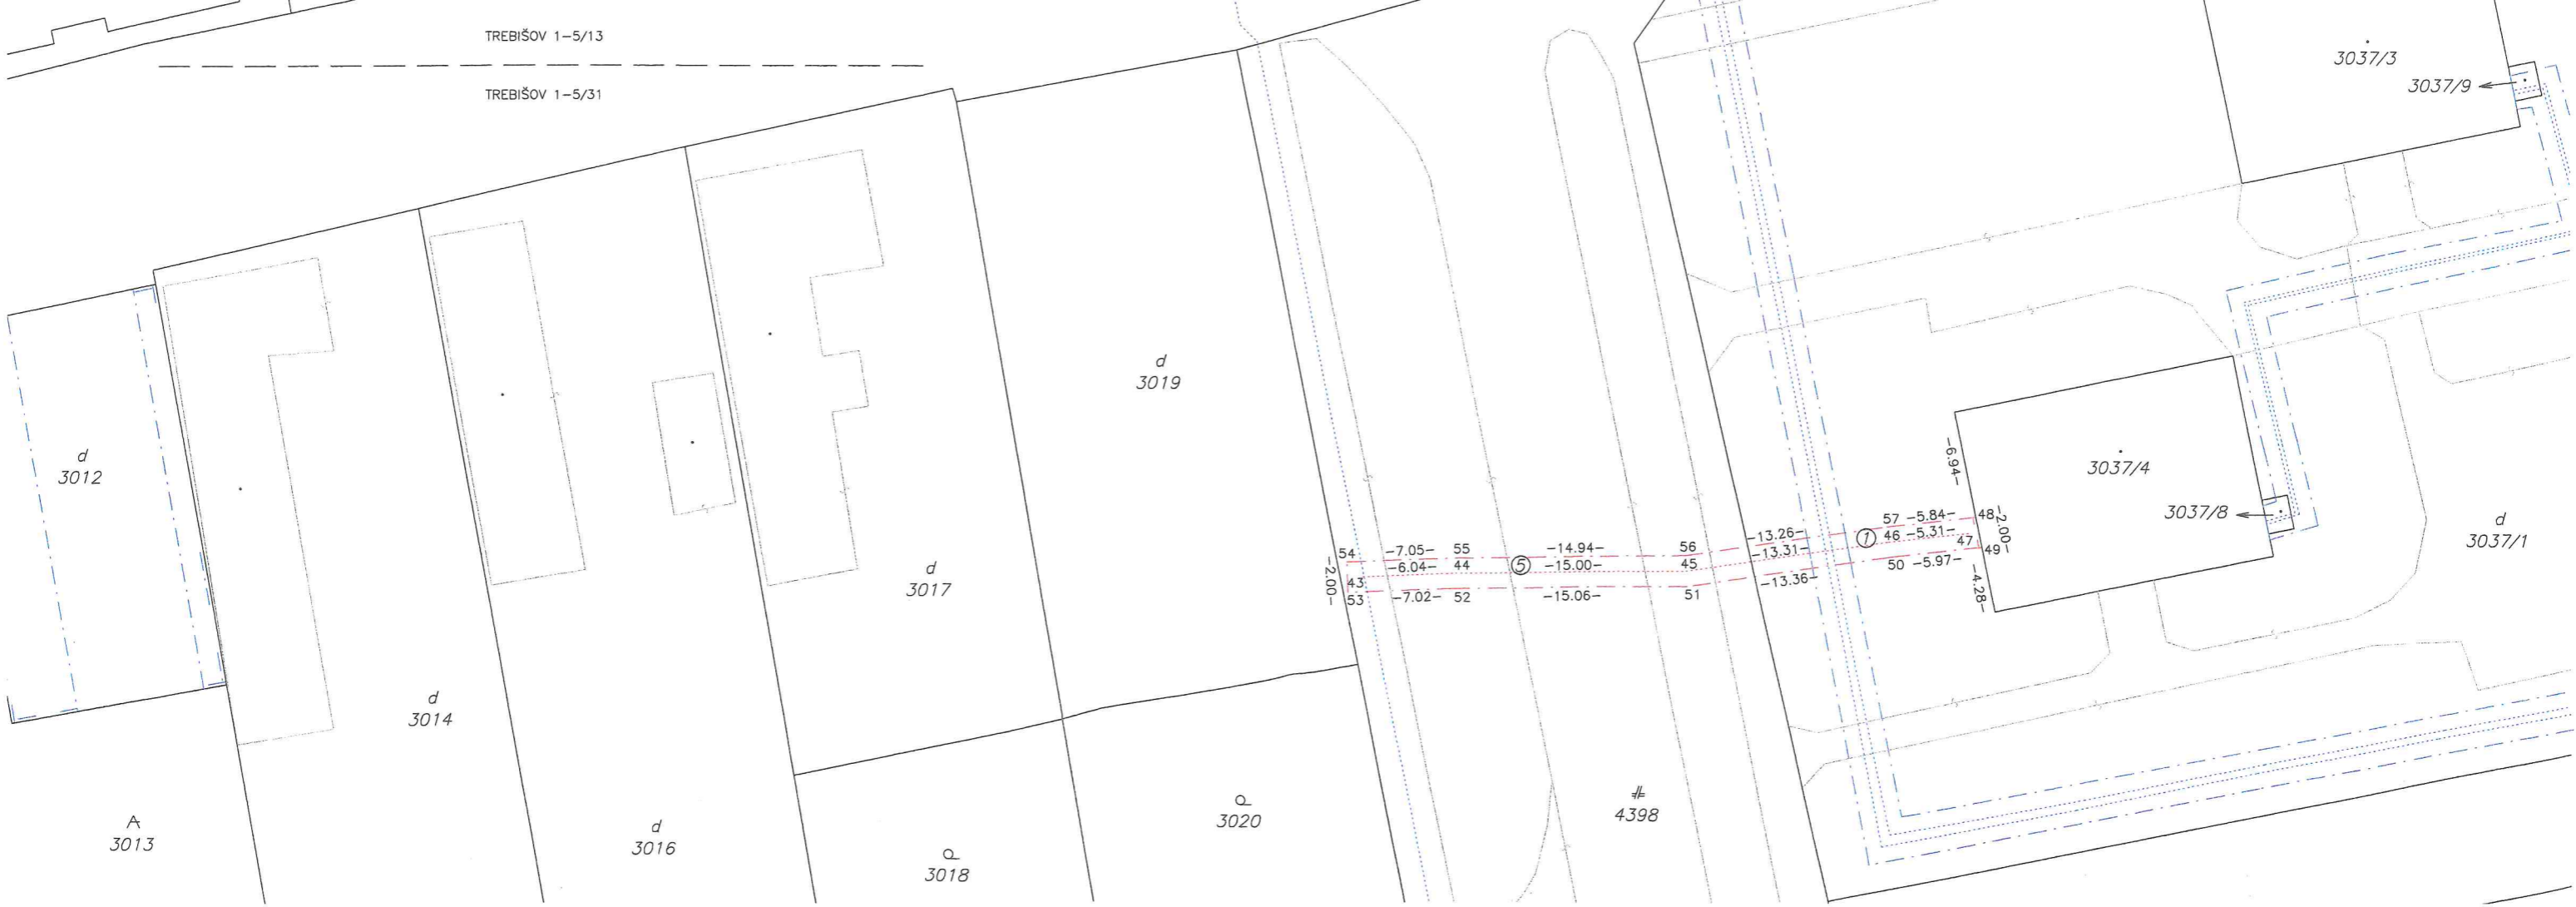 TREBIŠOV 1-5/13
TREBIŠOV 1-5/31
3037/3
3037/9
d
3019
d
3012
3037/4
-6.94-
3037/8
d
3037/1
54 -7.05- 55 -14.94- 56 -13.26- 57 -5.84- 48
-2.00-
43 -6.04- 44 5 -15.00- 45 -13.31- 1 46 -5.31- 47
-2.00-
53 -7.02- 52 -15.06- 51 -13.36- 50 -5.97- 49
-4.28-
d
3017
d
3014
A
3013
d
3016
3018
3020
4398